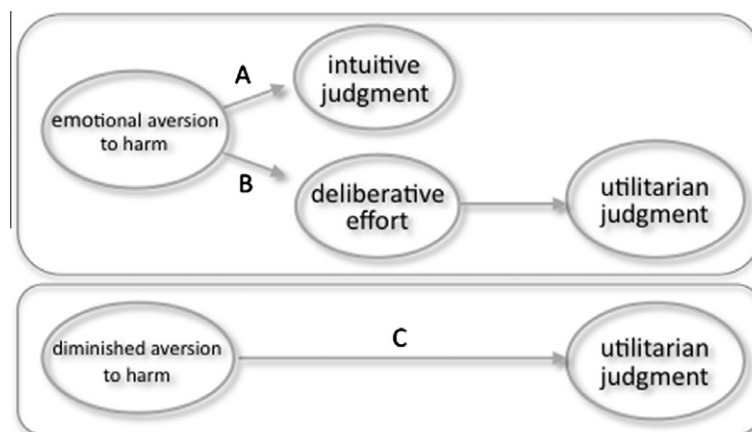 A
intuitive
judgment
emotional aversion
to harm
B
deliberative
effort
utilitarian
judgment
diminished aversion
to harm
C
utilitarian
judgment